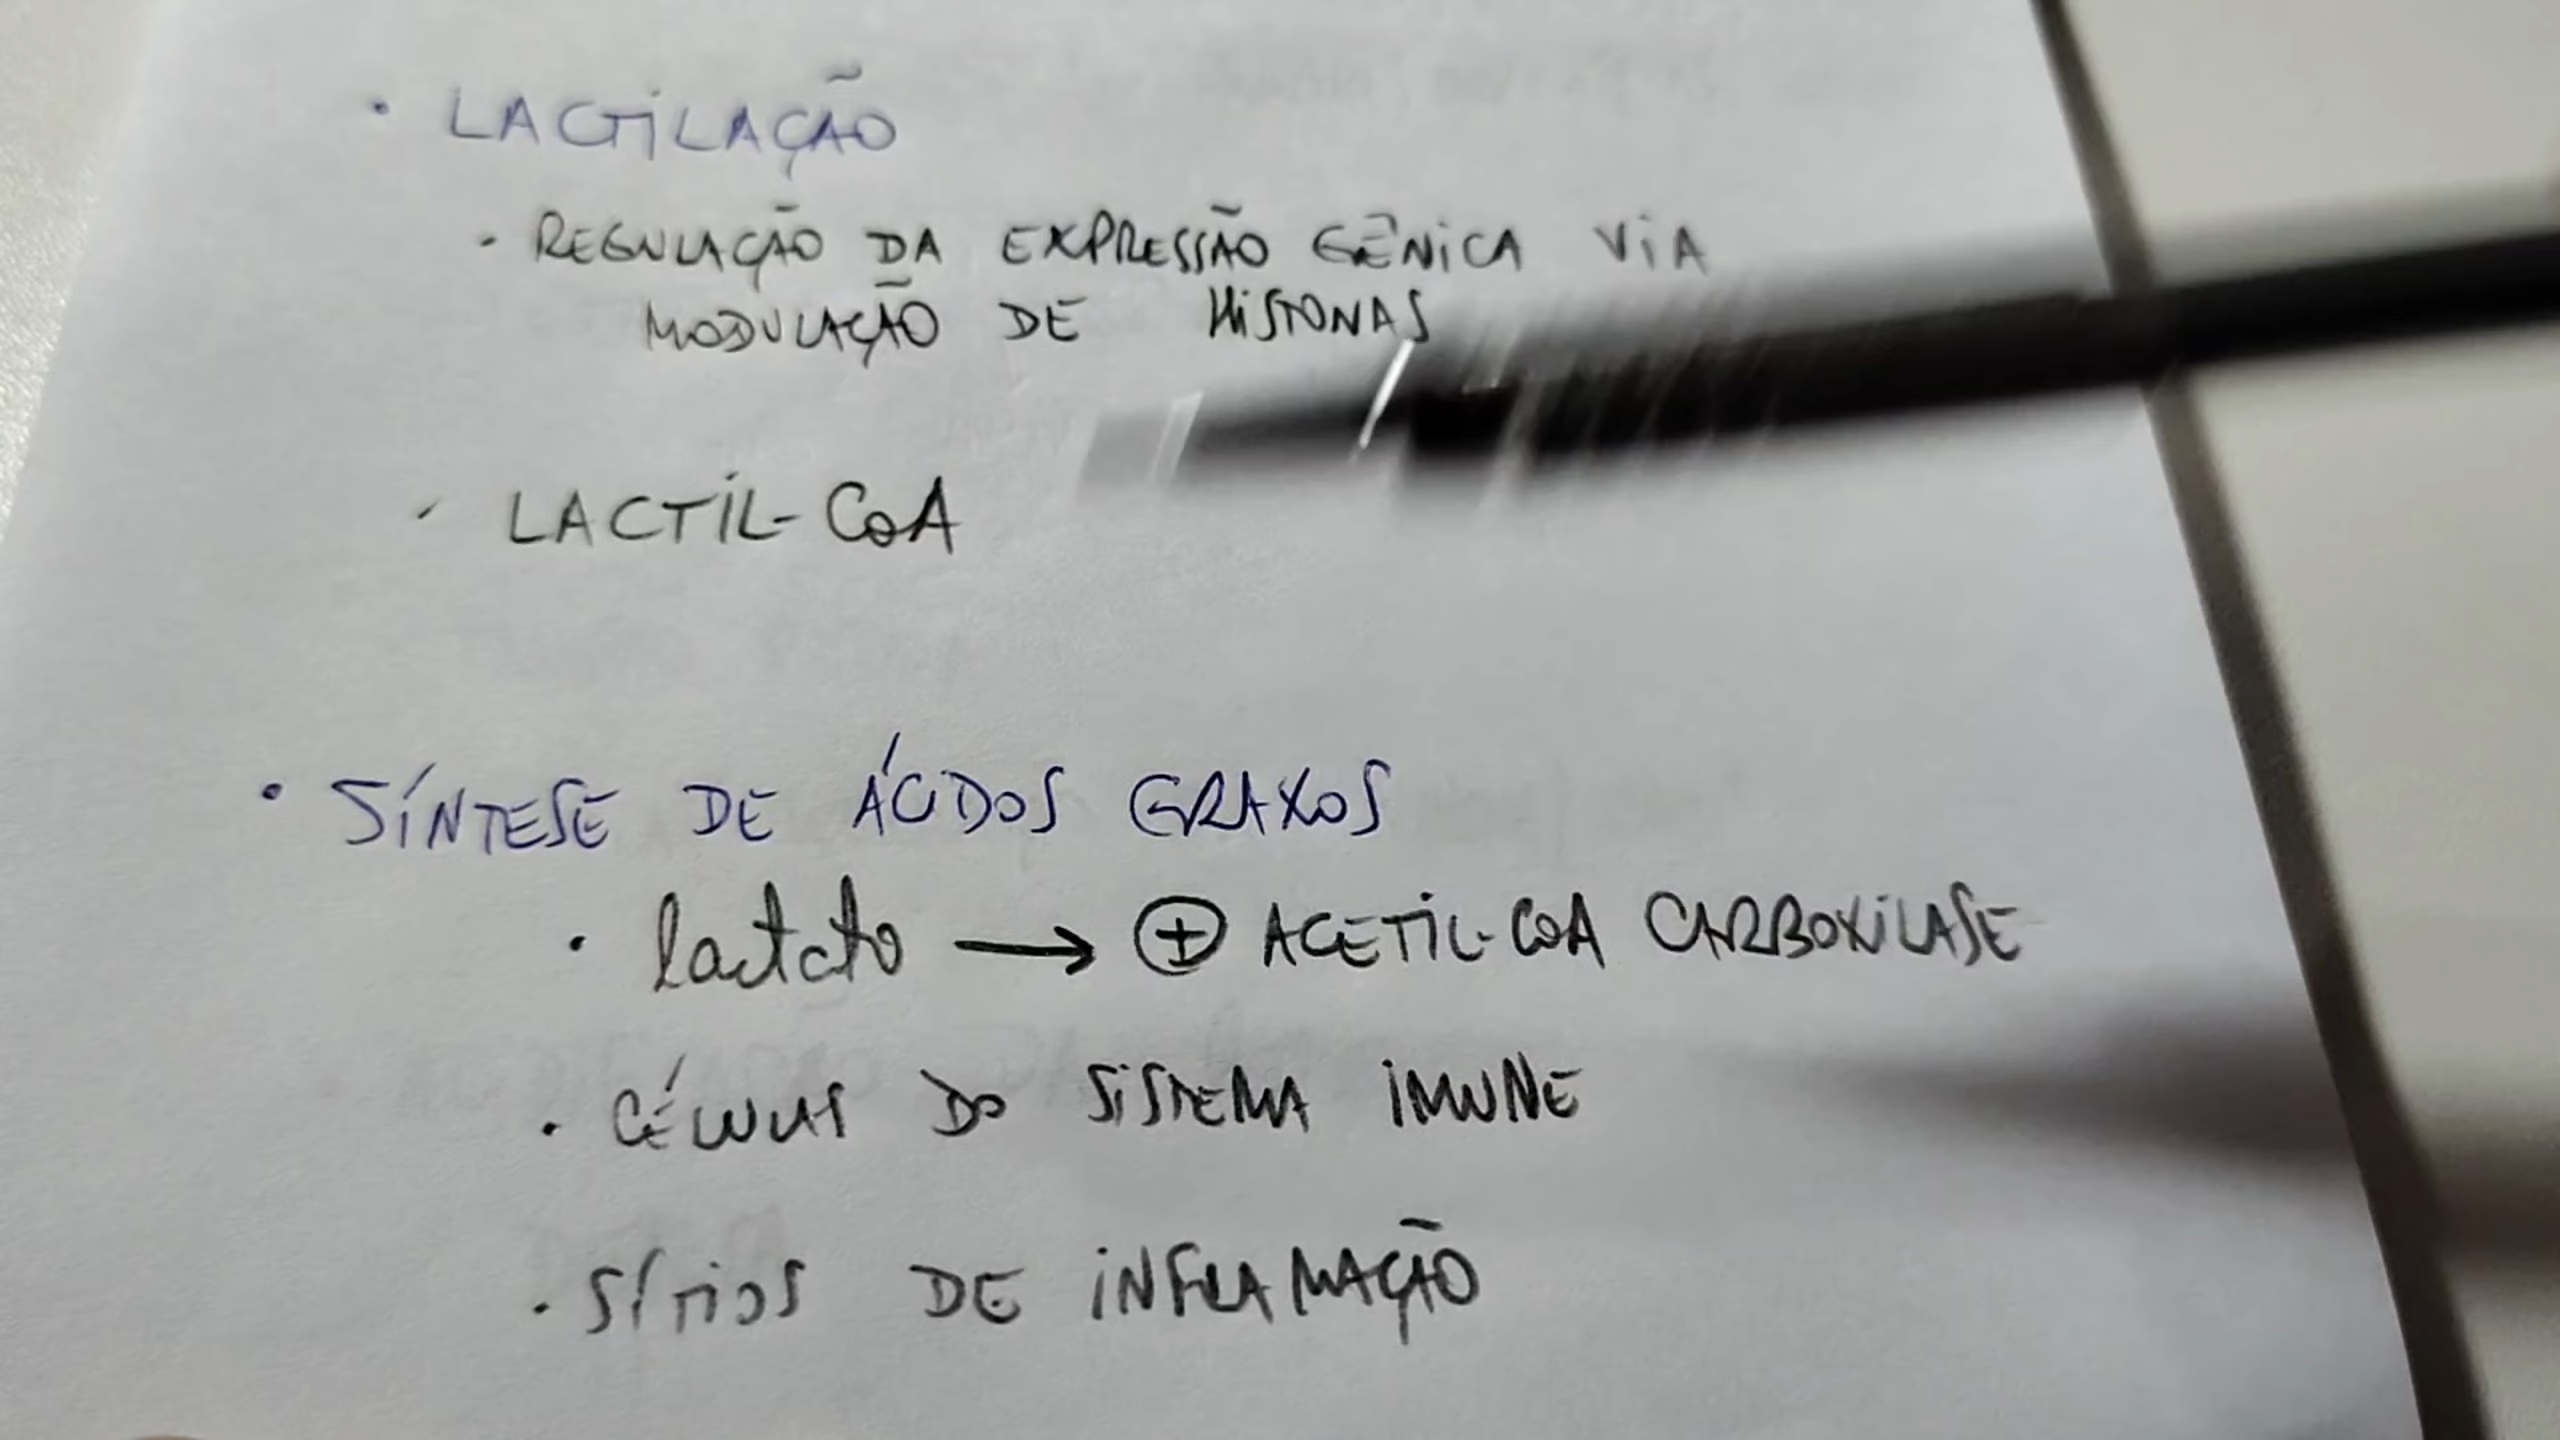 • LACTILAÇÃO
- REGULAÇÃO DA EXPRESSÃO GÊNICA VIA
MODULAÇÃO DE HISTONAS
- LACTIL-CoA
• SÍNTESE DE ÁCIDOS GRAXOS
• lactato → ⊕ ACETIL-CoA CARBOXILASE
• CÉLULAS DO SISTEMA IMUNE
• SÍTIOS DE INFLAMAÇÃO